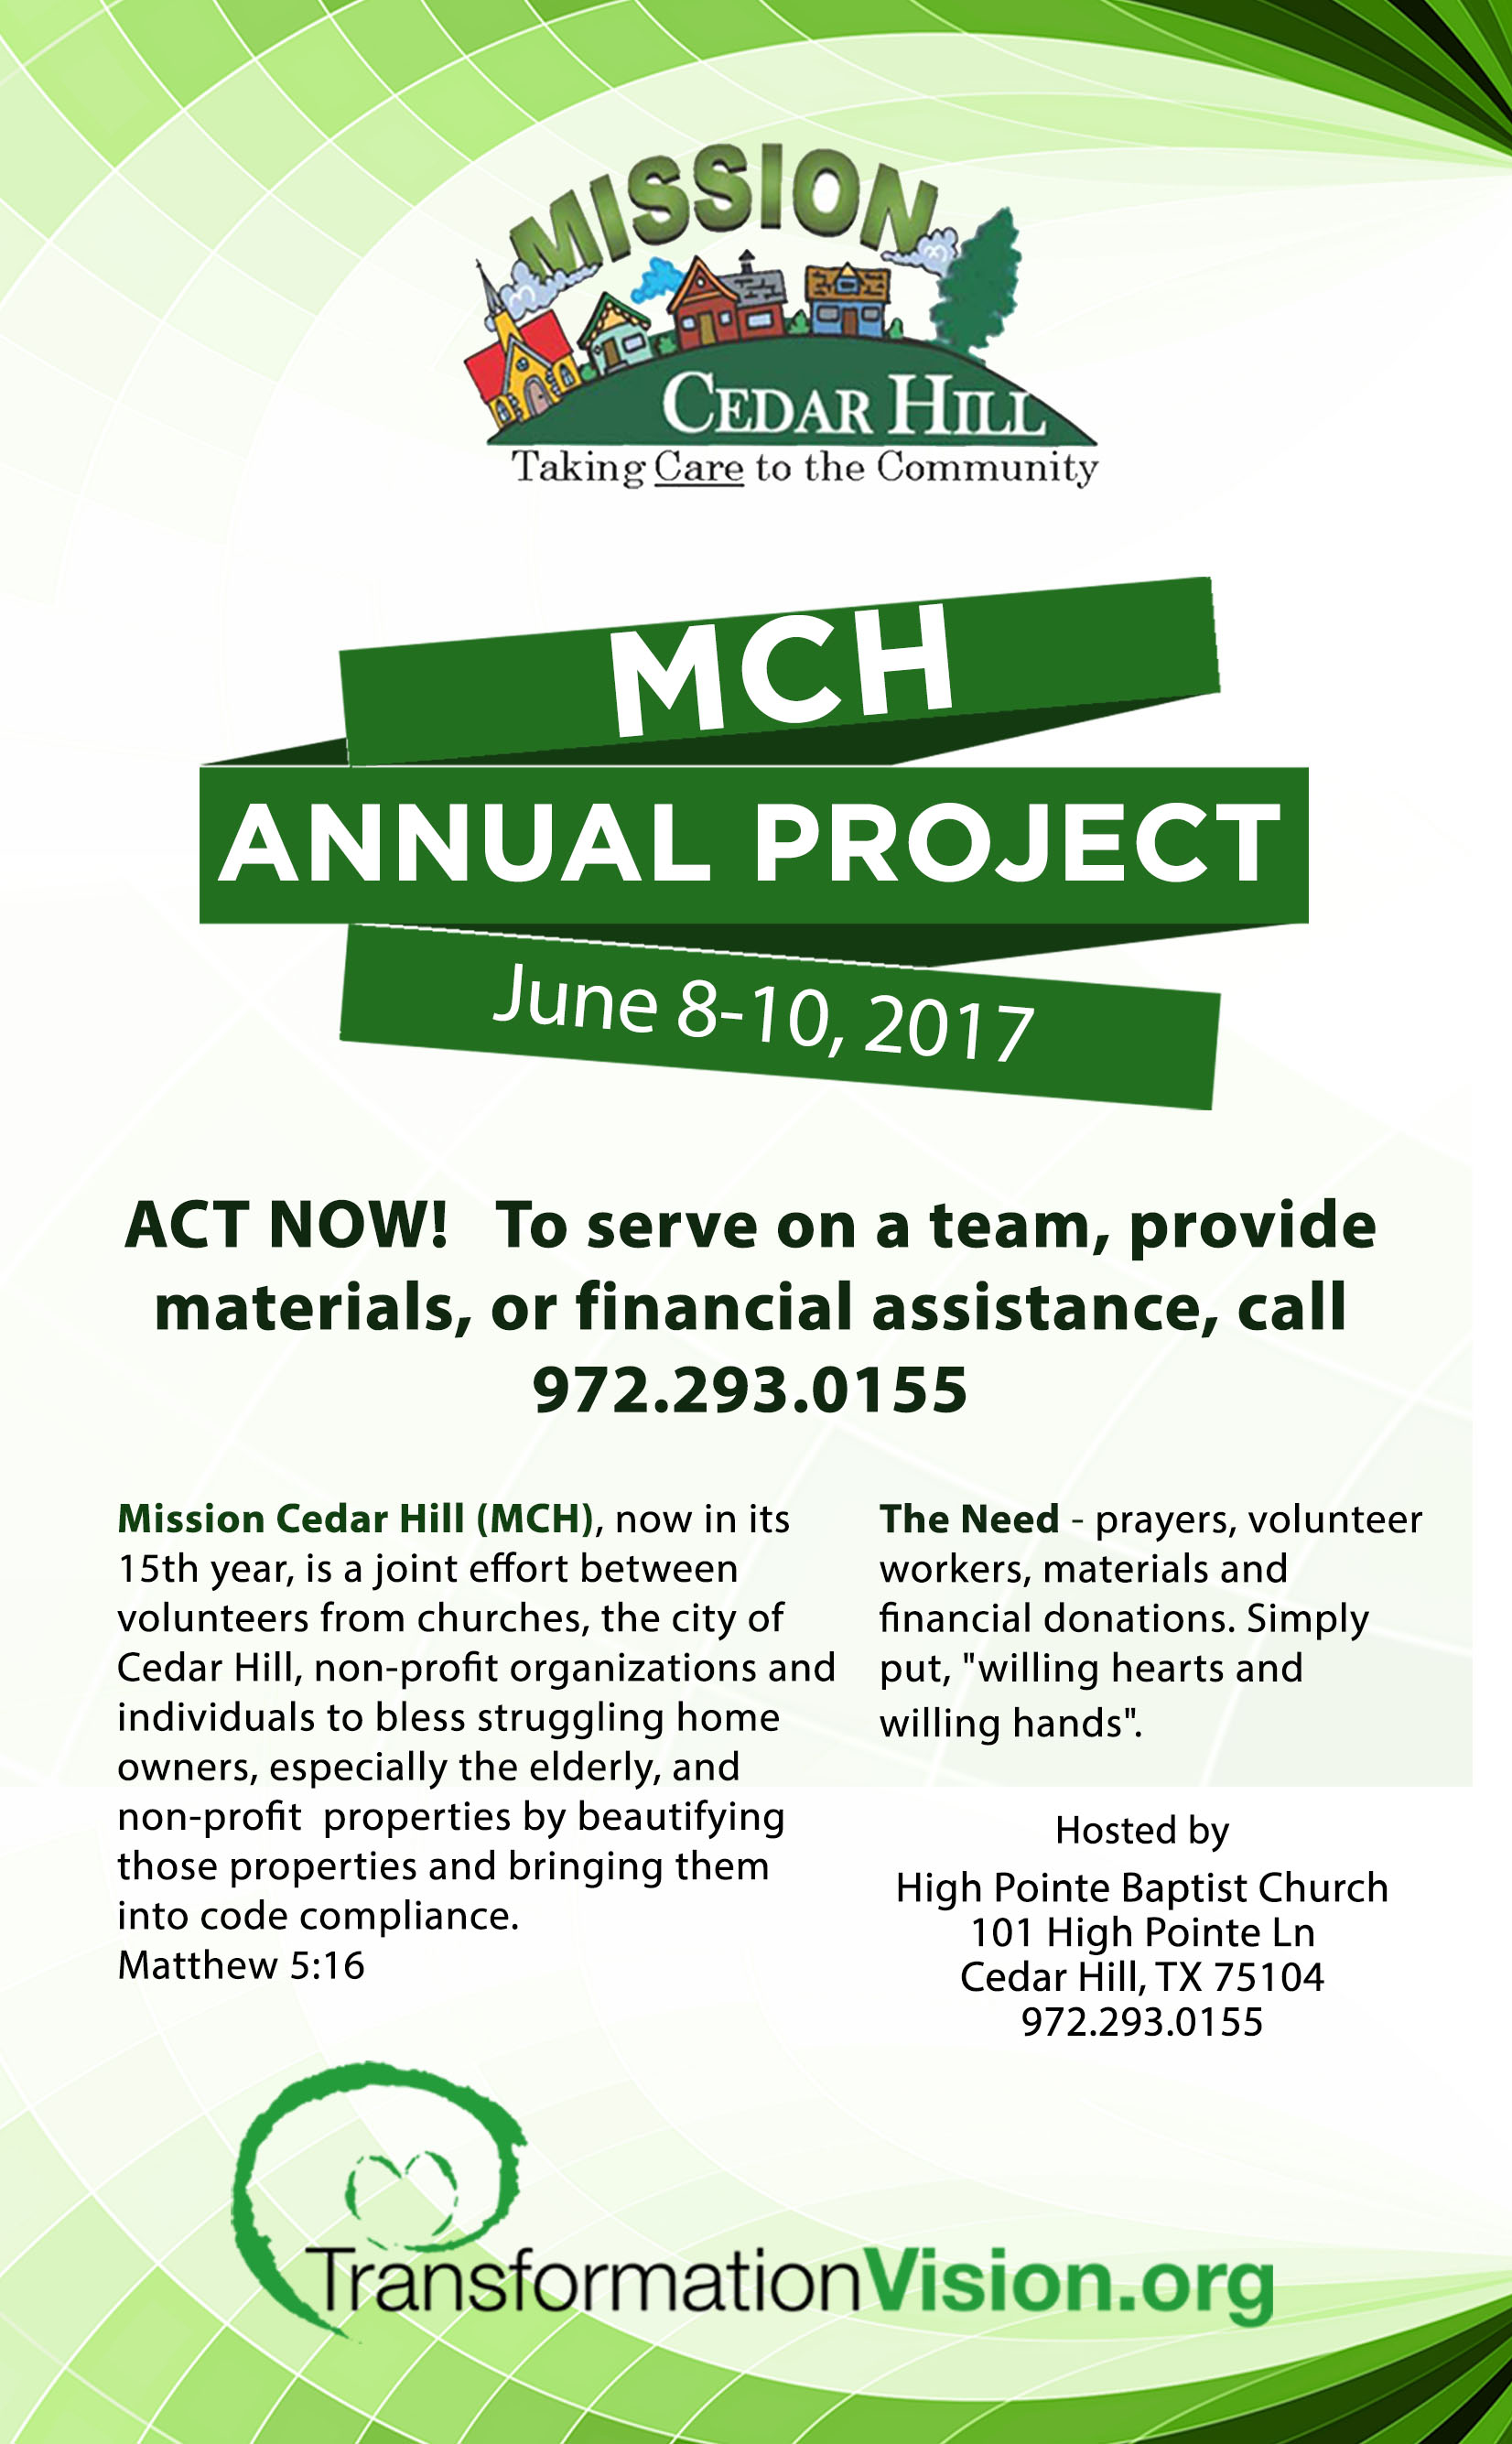 MISSION
CEDAR HILL
Taking Care to the Community
MCH
ANNUAL PROJECT
June 8-10, 2017
ACT NOW!   To serve on a team, provide
materials, or financial assistance, call
972.293.0155
Mission Cedar Hill (MCH), now in its
15th year, is a joint effort between
volunteers from churches, the city of
Cedar Hill, non-profit organizations and
individuals to bless struggling home
owners, especially the elderly, and
non-profit  properties by beautifying
those properties and bringing them
into code compliance.
Matthew 5:16
The Need - prayers, volunteer
workers, materials and
financial donations. Simply
put, "willing hearts and
willing hands".
Hosted by
High Pointe Baptist Church
101 High Pointe Ln
Cedar Hill, TX 75104
972.293.0155
TransformationVision.org